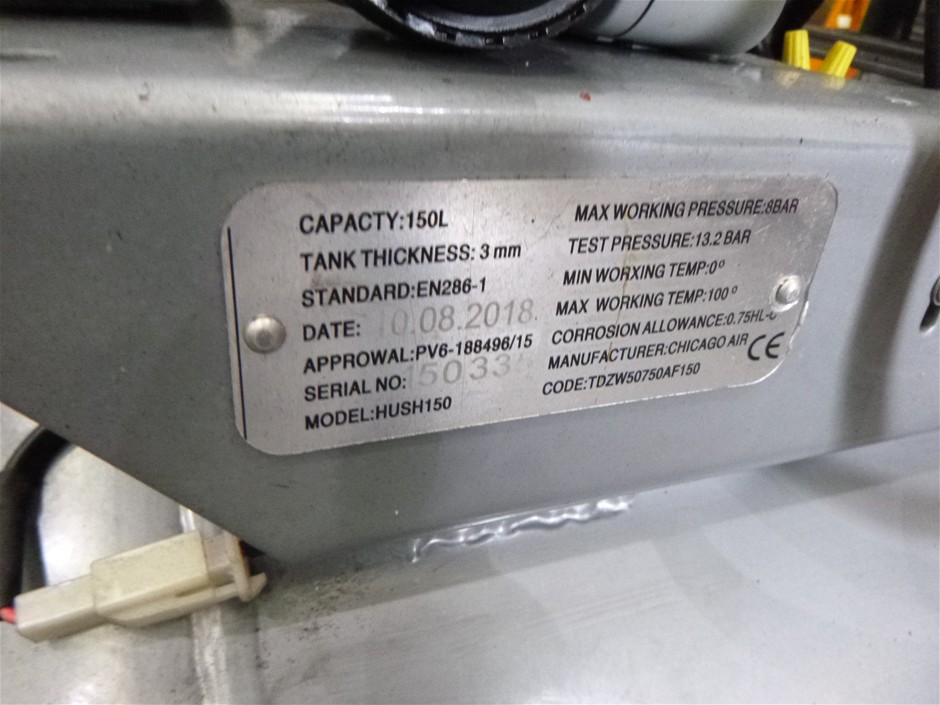 CAPACTY:150L
TANK THICKNESS: 3 mm
STANDARD:EN286-1
DATE: 10.08.2018.
APPROWAL:PV6-188496/15
SERIAL NO:
MODEL:HUSH150
MAX WORKING PRESSURE:8BAR
TEST PRESSURE:13.2 BAR
MIN WORXING TEMP:0°
MAX WORKING TEMP:100°
CORROSION ALLOWANCE:0.75HL-0
MANUFACTURER:CHICAGO AIR
CE
CODE:TDZW50750AF150